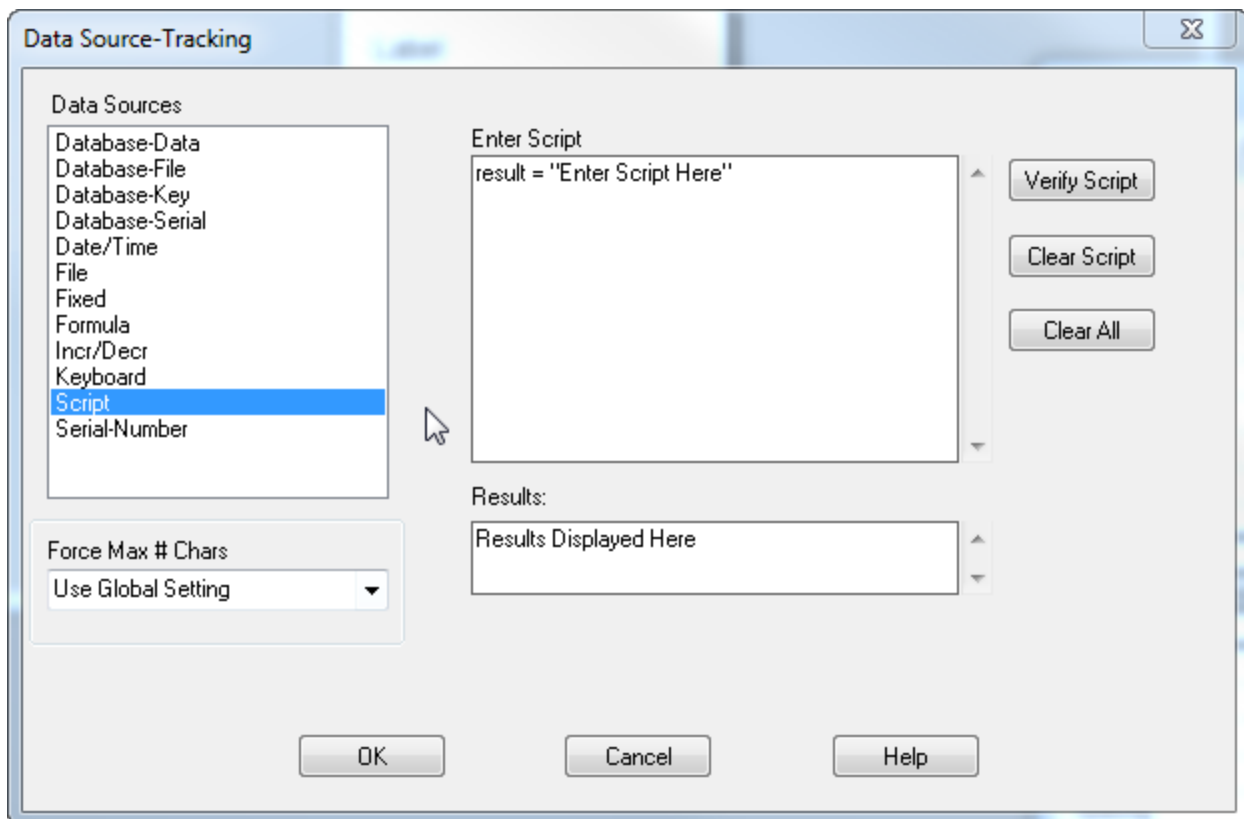 Data Source-Tracking
Label
Data Sources
Database-Data
Database-File
Database-Key
Database-Serial
Date/Time
File
Fixed
Formula
Incr/Decr
Keyboard
Script
Serial-Number
Force Max # Chars
Use Global Setting
Enter Script
result = "Enter Script Here"
Results:
Results Displayed Here
Verify Script
Clear Script
Clear All
OK
Cancel
Help